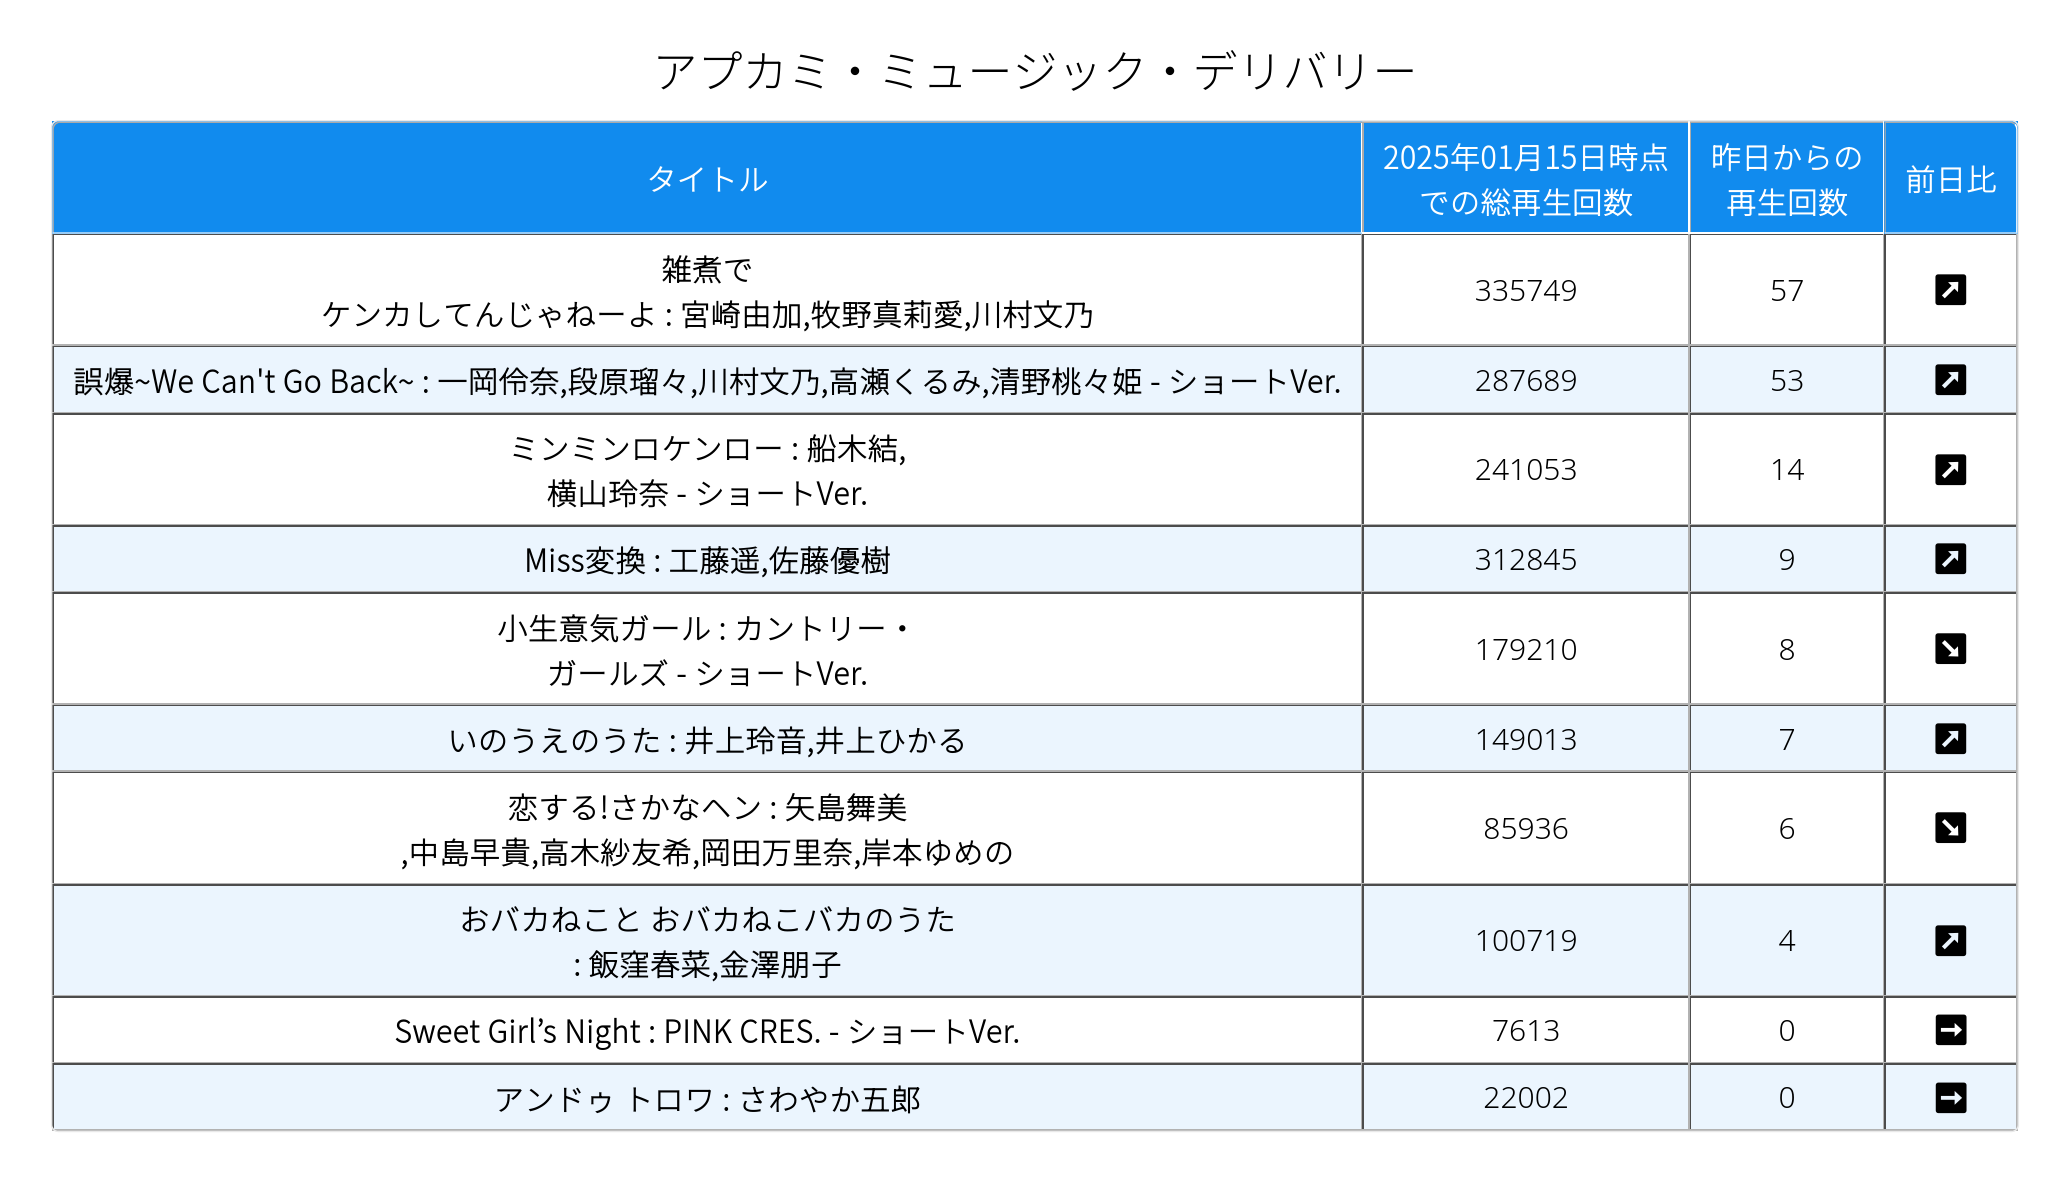 アプカミ・ミュージック・デリバリー
タイトル
2025年01月15日時点
での総再生回数
昨日からの
再生回数
前日比
雑煮で
ケンカしてんじゃねーよ : 宮崎由加,牧野真莉愛,川村文乃
335749
57
誤爆~We Can't Go Back~ : 一岡伶奈,段原瑠々,川村文乃,高瀬くるみ,清野桃々姫 - ショートVer.
287689
53
ミンミンロケンロー : 船木結,
横山玲奈 - ショートVer.
241053
14
Miss変換 : 工藤遥,佐藤優樹
312845
9
小生意気ガール : カントリー・
ガールズ - ショートVer.
179210
8
いのうえのうた : 井上玲音,井上ひかる
149013
7
恋する!さかなヘン : 矢島舞美
,中島早貴,高木紗友希,岡田万里奈,岸本ゆめの
85936
6
おバカねこと おバカねこバカのうた
: 飯窪春菜,金澤朋子
100719
4
Sweet Girl’s Night : PINK CRES. - ショートVer.
7613
0
アンドゥ トロワ : さわやか五郎
22002
0